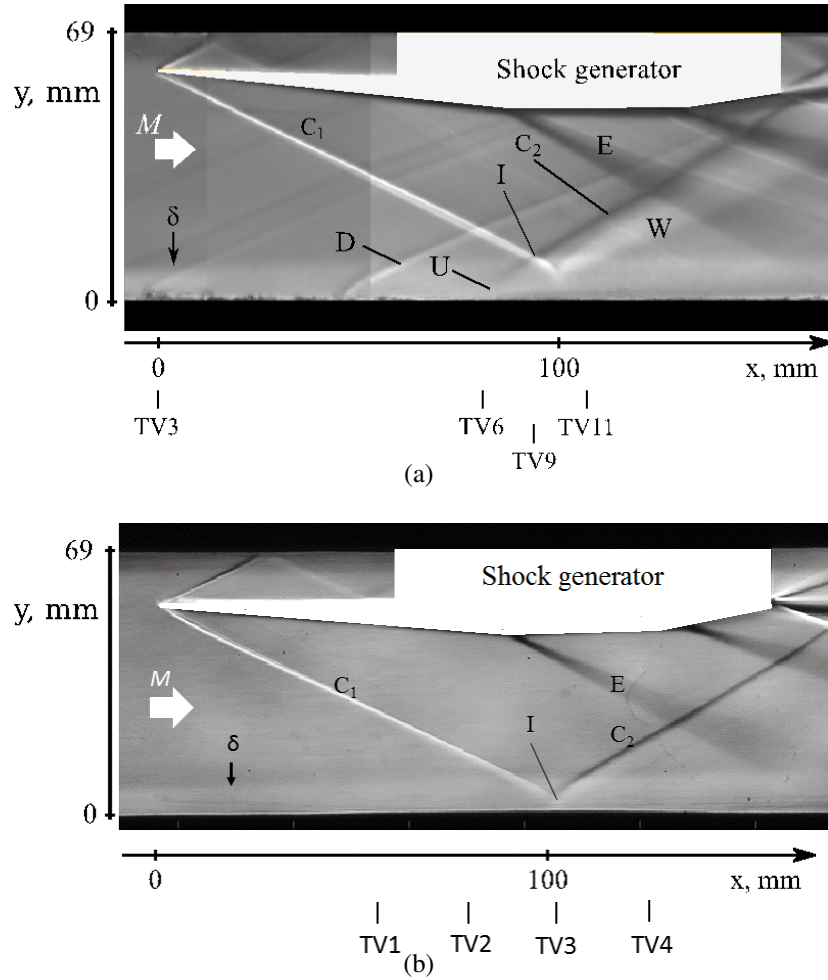 69
Shock generator
y, mm
M
C1
C2
E
I
δ
D
U
W
0
0 100 x, mm
TV3 TV6 TV11
TV9
(a)
69
Shock generator
y, mm
C1
M
E
I
C2
δ
0
0 100 x, mm
TV1 TV2 TV3 TV4
(b)